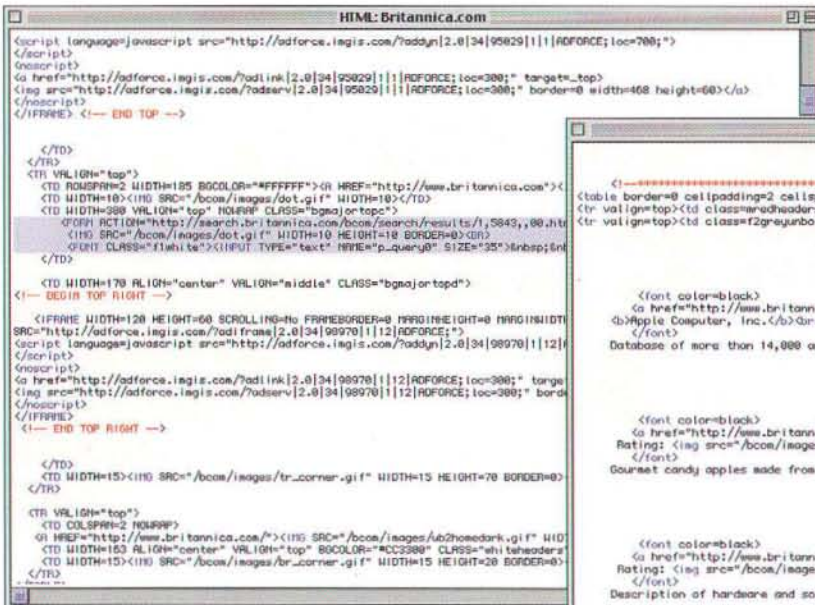 HTML: Britannica.com
<script language=javascript src="http://adforce.imgis.com/?addyn|2.0|34|95029|1|1|ADFORCE;loc=700;">
</script>
<noscript>
<a href="http://adforce.imgis.com/?adlink|2.0|34|95029|1|1|ADFORCE;loc=300;" target=_top>
<img src="http://adforce.imgis.com/?adserv|2.0|34|95029|1|1|ADFORCE;loc=300;" border=0 width=468 height=60></a>
</noscript>
</IFRAME> <!-- END TOP -->
</TD>
</TR>
<TR VALIGN="top">
<TD ROWSPAN=2 WIDTH=185 BGCOLOR="#FFFFFF"><A HREF="http://www.britannica.com"><
<TD WIDTH=10><IMG SRC="/bcom/images/dot.gif" WIDTH=10></TD>
<TD WIDTH=380 VALIGN="top" NOWRAP CLASS="bgmajortopc">
<FORM ACTION="http://search.britannica.com/bcom/search/results/1,5843,,00.htm
<IMG SRC="/bcom/images/dot.gif" WIDTH=10 HEIGHT=10 BORDER=0><BR>
<FONT CLASS="f1white"><INPUT TYPE="text" NAME="p_query0" SIZE="35">&nbsp;&nb
</TD>
<TD WIDTH=170 ALIGN="center" VALIGN="middle" CLASS="bgmajortopd">
<!-- BEGIN TOP RIGHT -->
<IFRAME WIDTH=120 HEIGHT=60 SCROLLING=No FRAMEBORDER=0 MARGINHEIGHT=0 MARGINWIDTH
SRC="http://adforce.imgis.com/?adiframe|2.0|34|98970|1|12|ADFORCE;">
<script language=javascript src="http://adforce.imgis.com/?addyn|2.0|34|98970|1|12|
</script>
<noscript>
<a href="http://adforce.imgis.com/?adlink|2.0|34|98970|1|12|ADFORCE;loc=300;" targe
<img src="http://adforce.imgis.com/?adserv|2.0|34|98970|1|12|ADFORCE;loc=300;" borde
</noscript>
</IFRAME>
<!-- END TOP RIGHT -->
</TD>
<TD WIDTH=15><IMG SRC="/bcom/images/tr_corner.gif" WIDTH=15 HEIGHT=70 BORDER=0>
</TR>
<TR VALIGN="top">
<TD COLSPAN=2 NOWRAP>
<A HREF="http://www.britannica.com/"><IMG SRC="/bcom/images/ub2homedark.gif" WID
<TD WIDTH=163 ALIGN="center" VALIGN="top" BGCOLOR="#CC3300" CLASS="whiteheaders"
<TD WIDTH=15><IMG SRC="/bcom/images/br_corner.gif" WIDTH=15 HEIGHT=20 BORDER=0>
</TR>
<!--********************
<table border=0 cellpadding=2 cells
<tr valign=top><td class=mredheader
<tr valign=top><td class=f2greyunbo
<font color=black>
<a href="http://www.britann
<b>Apple Computer, Inc.</b><br
</font>
Database of more than 14,000 a
<font color=black>
<a href="http://www.britann
Rating: <img src="/bcom/image
</font>
Gourmet candy apples made from
<font color=black>
<a href="http://www.britann
Rating: <img src="/bcom/image
</font>
Description of hardware and so